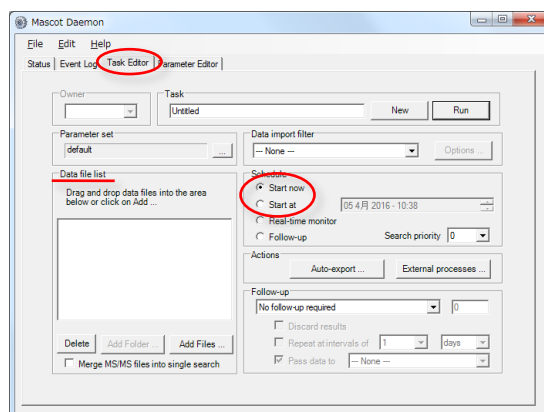 Mascot Daemon
File Edit Help
Status Event Log Task Editor Parameter Editor
Owner
Task
Untitled
New
Run
Parameter set
default
...
Data import filter
-- None --
Options ...
Data file list
Drag and drop data files into the area
below or click on Add ...
Schedule
Start now
Start at
05 4月 2016 - 10:38
Real-time monitor
Follow-up
Search priority 0
Actions
Auto-export ...
External processes ...
Follow-up
No follow-up required
0
Discard results
Repeat at intervals of 1 days
Pass data to -- None --
Delete
Add Folder ...
Add Files ...
Merge MS/MS files into single search